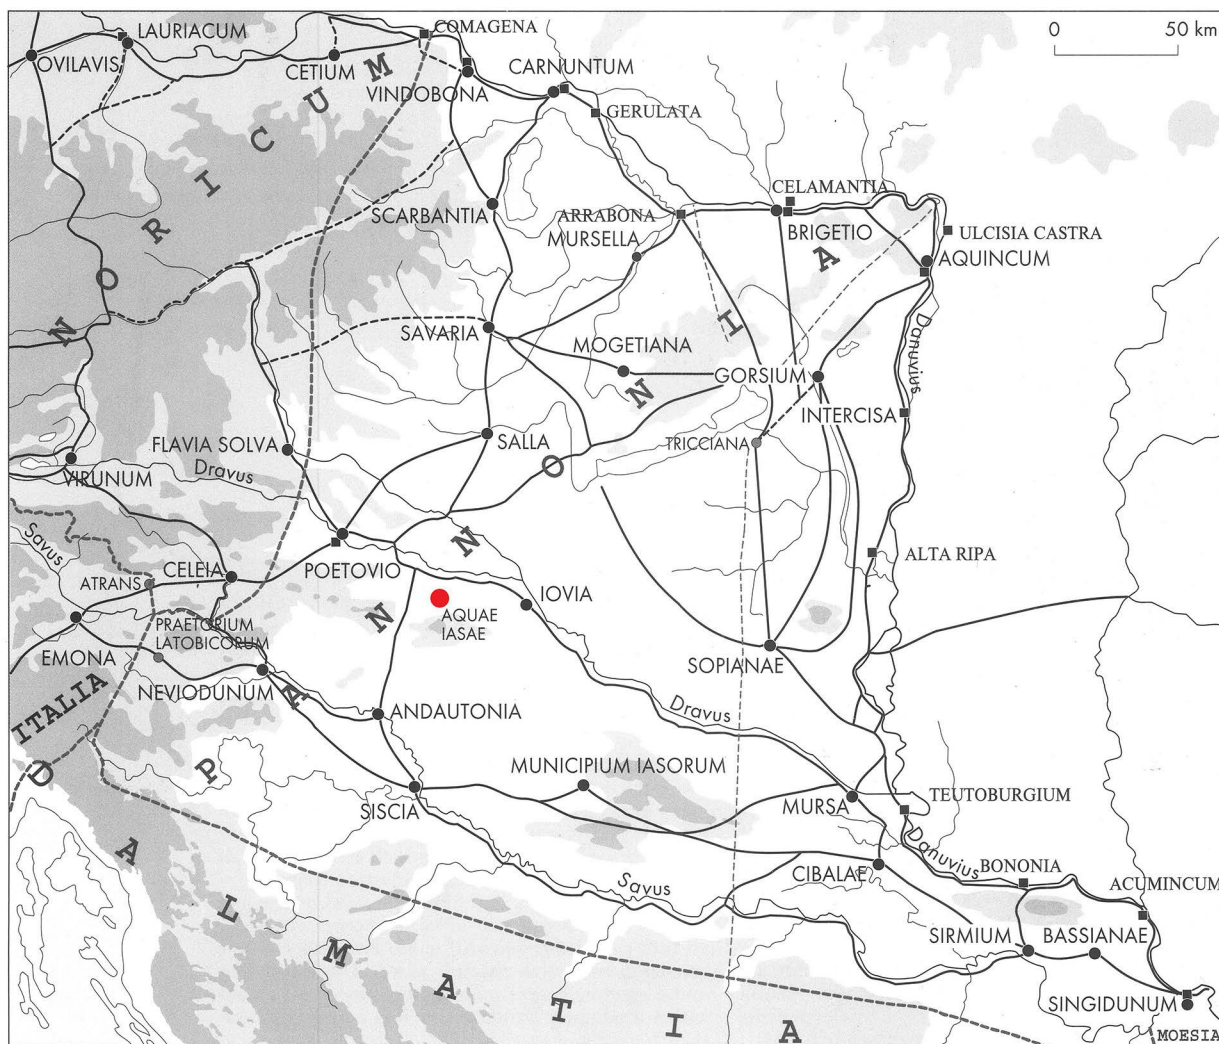 COMAGENA
LAURIACUM
0 50 km
OVILAVIS
CETIUM
VINDOBONA
CARNUNTUM
GERULATA
NORICUM
CELAMANTIA
SCARBANTIA
ARRABONA
MURSELLA
BRIGETIO
ULCISIA CASTRA
AQUINCUM
Danuvius
SAVARIA
MOGETIANA
GORSIUM
INTERCISA
FLAVIA SOLVA
SALLA
TRICCIANA
VIRUNUM
Dravus
PANNONIA
Savus
ALTA RIPA
ATRANS
CELEIA
POETOVIO
IOVIA
AQUAE
IASAE
PRAETORIUM
LATOBICORUM
EMONA
SOPIANAE
NEVIODUNUM
ITALIA
ANDAUTONIA
Dravus
MUNICIPIUM IASORUM
SISCIA
MURSA
TEUTOBURGIUM
DALMATIA
Danuvius
BONONIA
CIBALAE
Savus
ACUMINCUM
SIRMIUM
BASSIANAE
SINGIDUNUM
MOESIA